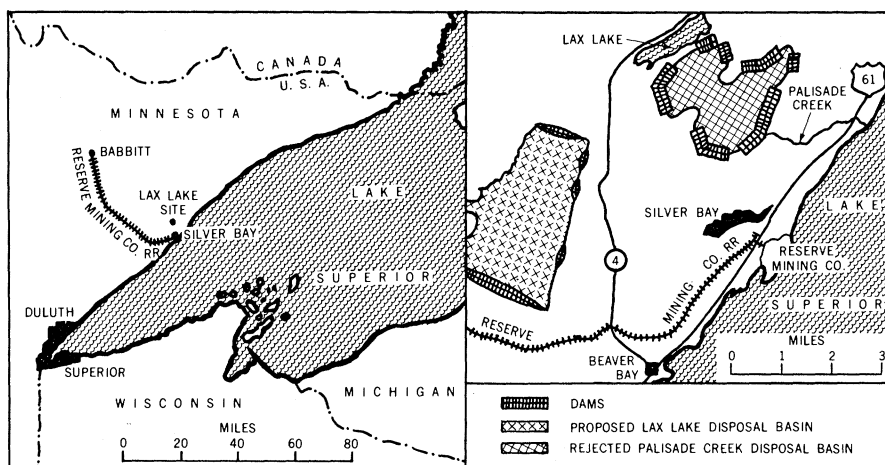 CANADA
U.S.A.
MINNESOTA
BABBITT
RESERVE MINING CO. RR
LAX LAKE
SITE
SILVER BAY
LAKE
SUPERIOR
DULUTH
SUPERIOR
WISCONSIN
MICHIGAN
MILES
0 20 40 60 80
LAX LAKE
61
PALISADE
CREEK
SILVER BAY
LAKE
4
RESERVE MINING CO. RR
RESERVE
MINING CO.
SUPERIOR
BEAVER
BAY
MILES
0 1 2 3
DAMS
PROPOSED LAX LAKE DISPOSAL BASIN
REJECTED PALISADE CREEK DISPOSAL BASIN